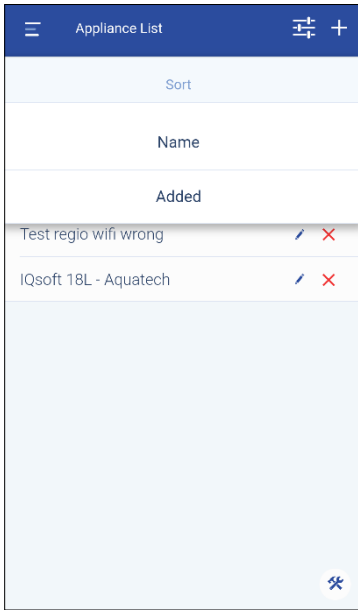 Appliance List
Sort
Name
Added
Test regio wifi wrong
IQsoft 18L - Aquatech